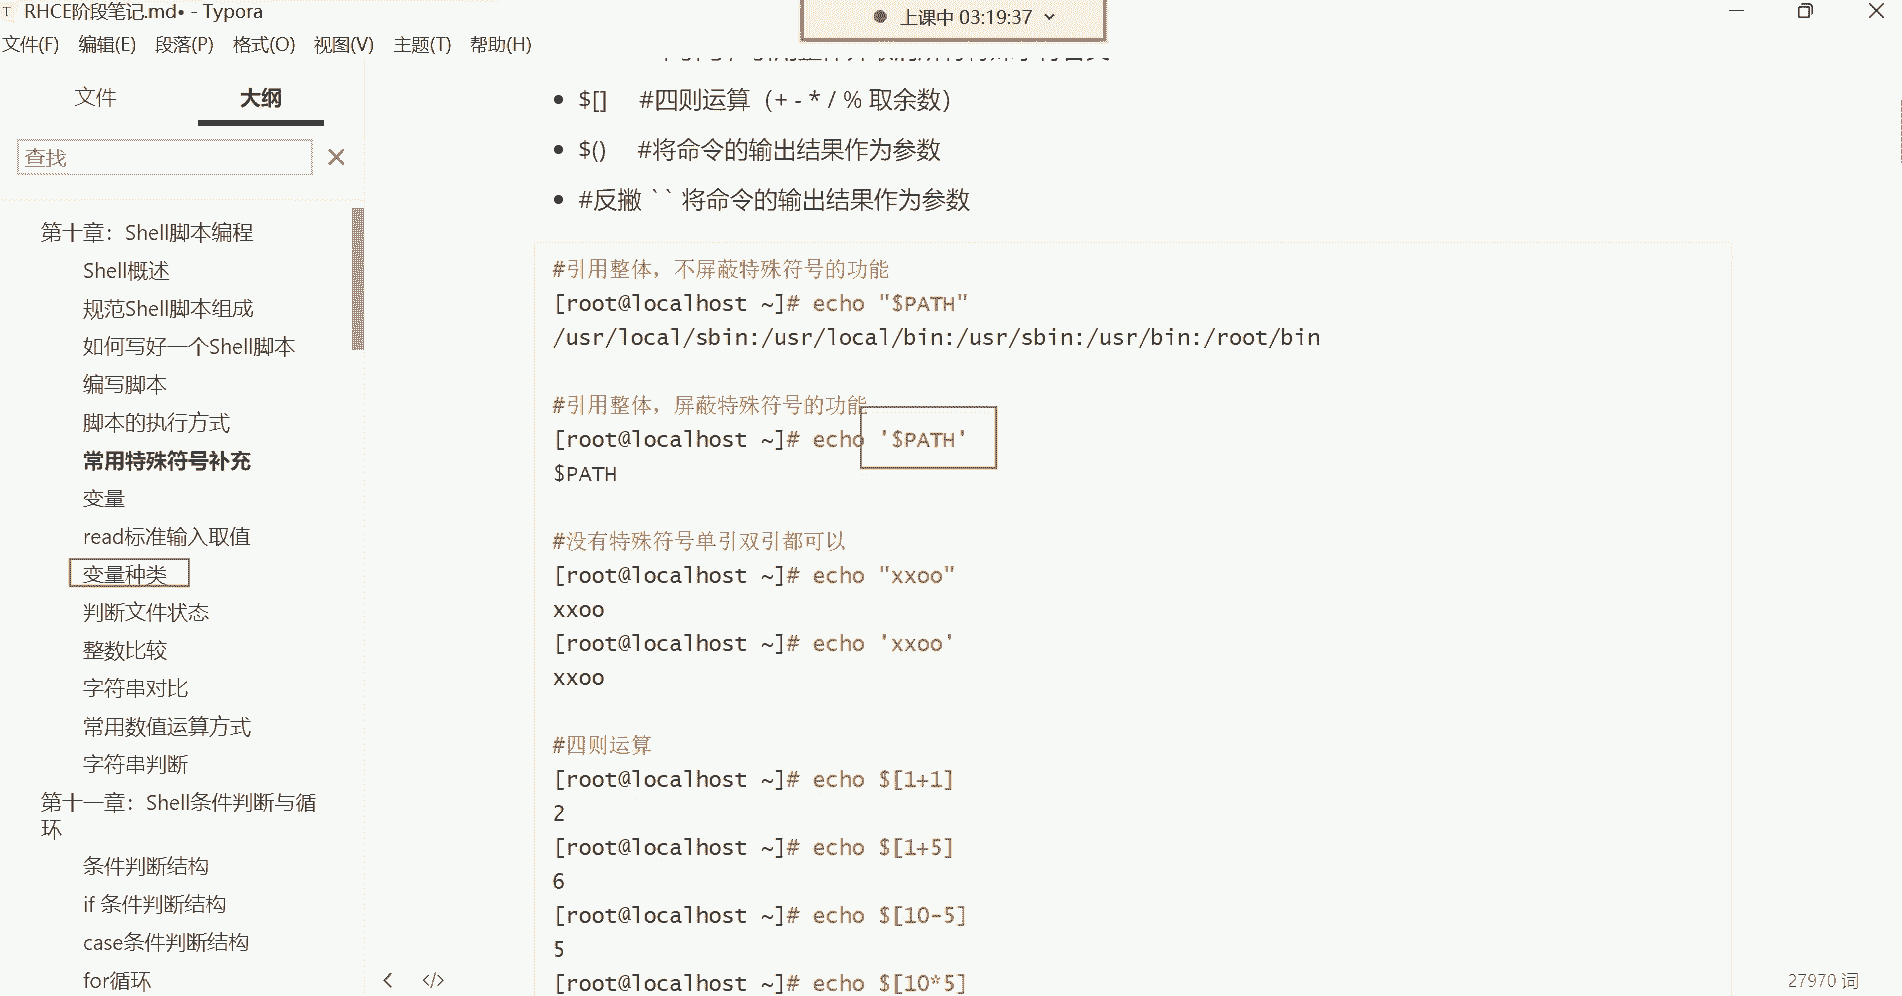 RHCE阶段笔记.md• - Typora
上课中 03:19:37
文件(F) 编辑(E) 段落(P) 格式(O) 视图(V) 主题(T) 帮助(H)
文件 大纲
查找
第十章：Shell脚本编程
Shell概述
规范Shell脚本组成
如何写好一个Shell脚本
编写脚本
脚本的执行方式
常用特殊符号补充
变量
read标准输入取值
变量种类
判断文件状态
整数比较
字符串对比
常用数值运算方式
字符串判断
第十一章：Shell条件判断与循
环
条件判断结构
if 条件判断结构
case条件判断结构
for循环
• $[] #四则运算（+ - * / % 取余数）
• $() #将命令的输出结果作为参数
• #反撇 ` ` 将命令的输出结果作为参数
#引用整体，不屏蔽特殊符号的功能
[root@localhost ~]# echo "$PATH"
/usr/local/sbin:/usr/local/bin:/usr/sbin:/usr/bin:/root/bin
#引用整体，屏蔽特殊符号的功能
[root@localhost ~]# echo '$PATH'
$PATH
#没有特殊符号单引双引都可以
[root@localhost ~]# echo "xxoo"
xxoo
[root@localhost ~]# echo 'xxoo'
xxoo
#四则运算
[root@localhost ~]# echo $[1+1]
2
[root@localhost ~]# echo $[1+5]
6
[root@localhost ~]# echo $[10-5]
5
[root@localhost ~]# echo $[10*5]
27970 词